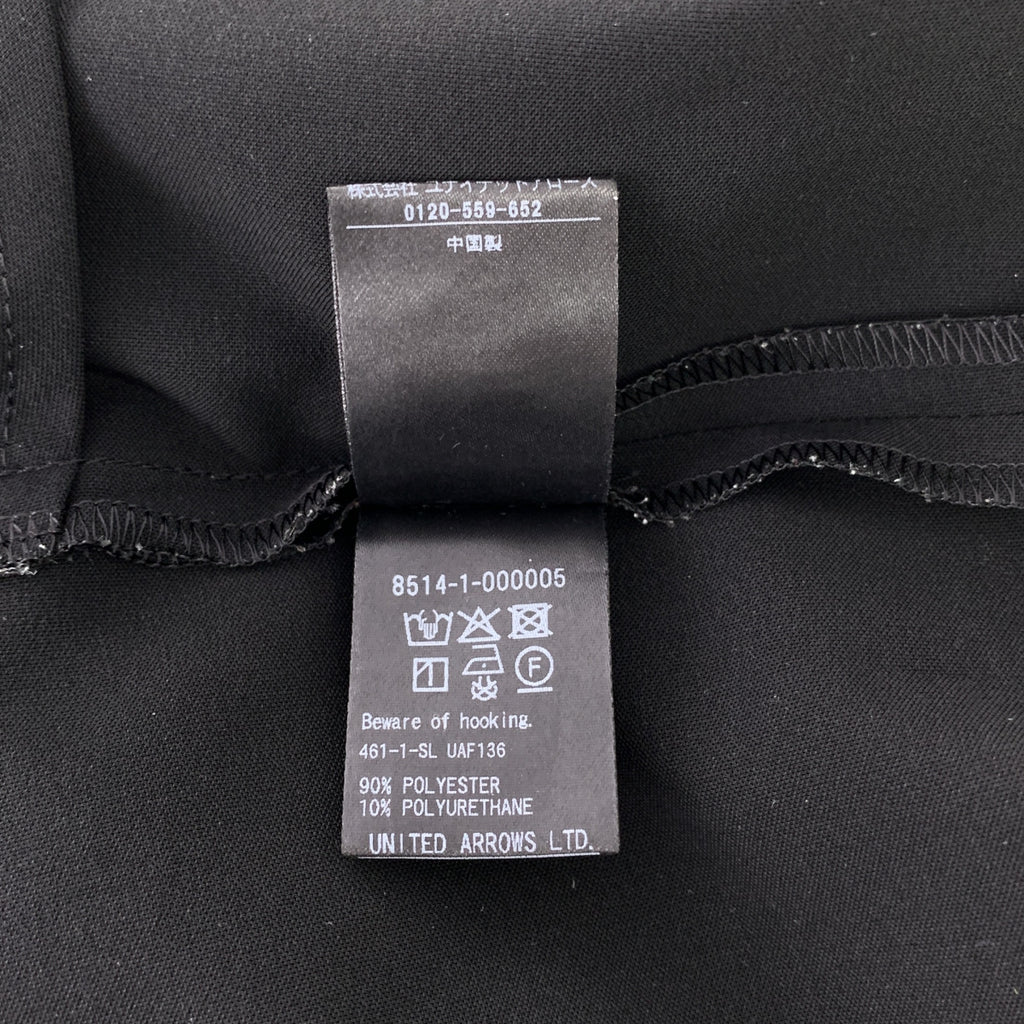 株式会社 ユナイテッドアローズ
0120-559-652
中国製
8514-1-000005
1
F
Beware of hooking.
461-1-SL UAF136
90% POLYESTER
10% POLYURETHANE
UNITED ARROWS LTD.